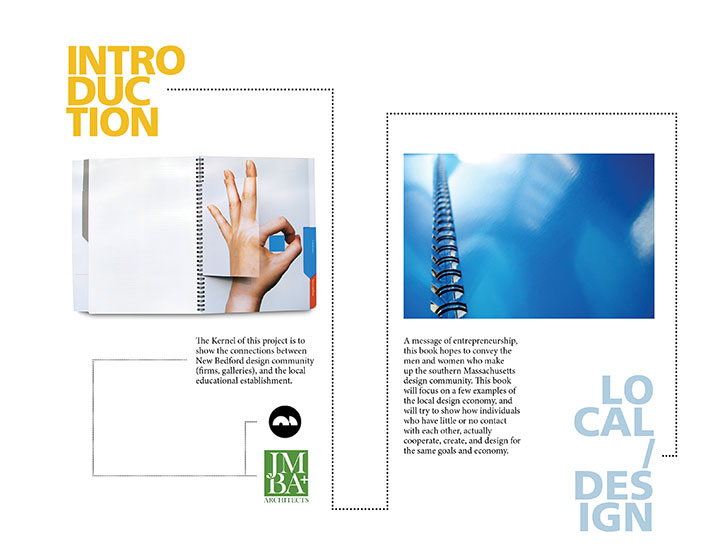 INTRO
DUC
TION
The Kernel of this project is to
show the connections between
New Bedford design community
(firms, galleries), and the local
educational establishment.
JM
BA+
ARCHITECTS
A message of entrepreneurship,
this book hopes to convey the
men and women who make
up the southern Massachusetts
design community. This book
will focus on a few examples of
the local design economy, and
will try to show how individuals
who have little or no contact
with each other, actually
cooperate, create, and design for
the same goals and economy.
LO
CAL
/
DES
IGN